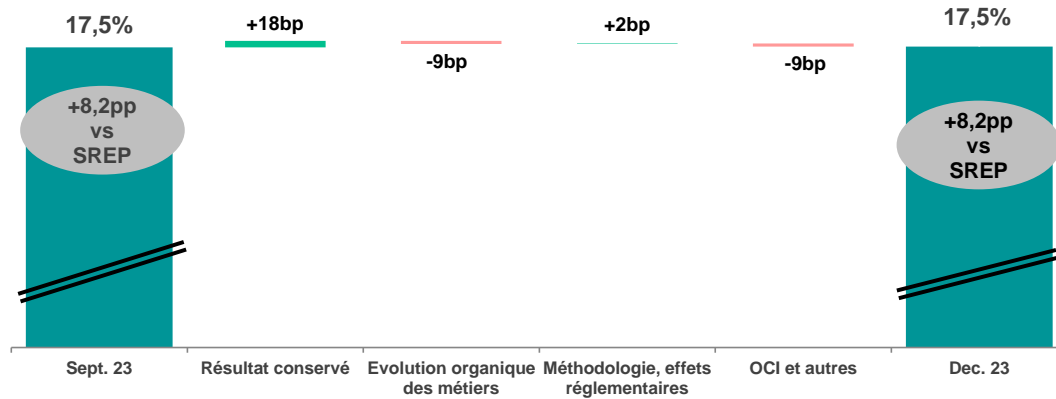 17,5%
+18bp
-9bp
+2bp
-9bp
17,5%
+8,2pp
vs
SREP
+8,2pp
vs
SREP
Sept. 23
Résultat conservé
Evolution organique
des métiers
Méthodologie, effets
réglementaires
OCI et autres
Dec. 23